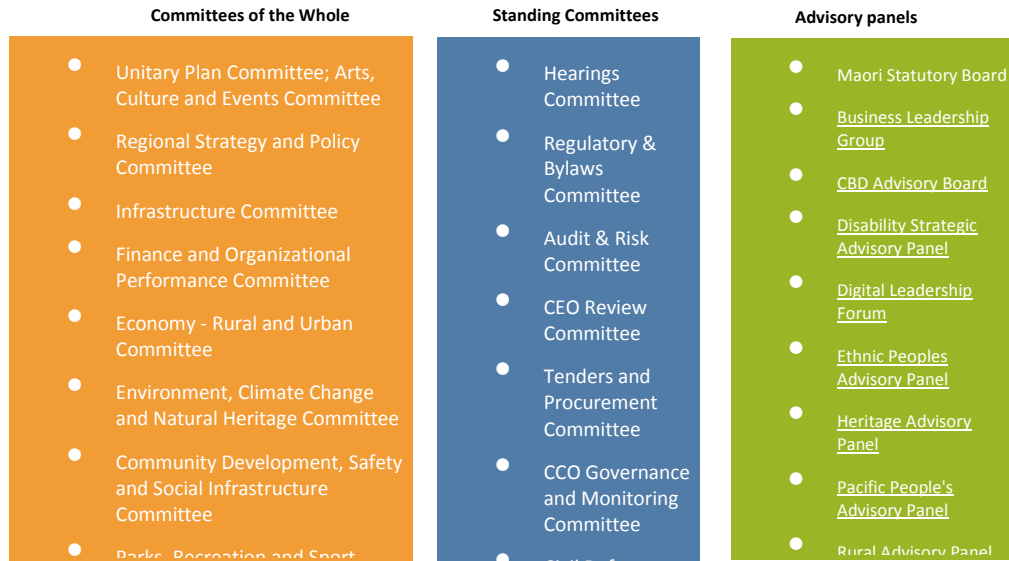 Committees of the Whole
Unitary Plan Committee; Arts,
Culture and Events Committee
Regional Strategy and Policy
Committee
Infrastructure Committee
Finance and Organizational
Performance Committee
Economy - Rural and Urban
Committee
Environment, Climate Change
and Natural Heritage Committee
Community Development, Safety
and Social Infrastructure
Committee
Parks, Recreation and Sport
Standing Committees
Hearings
Committee
Regulatory &
Bylaws
Committee
Audit & Risk
Committee
CEO Review
Committee
Tenders and
Procurement
Committee
CCO Governance
and Monitoring
Committee
Advisory panels
Maori Statutory Board
Business Leadership
Group
CBD Advisory Board
Disability Strategic
Advisory Panel
Digital Leadership
Forum
Ethnic Peoples
Advisory Panel
Heritage Advisory
Panel
Pacific People's
Advisory Panel
Rural Advisory Panel